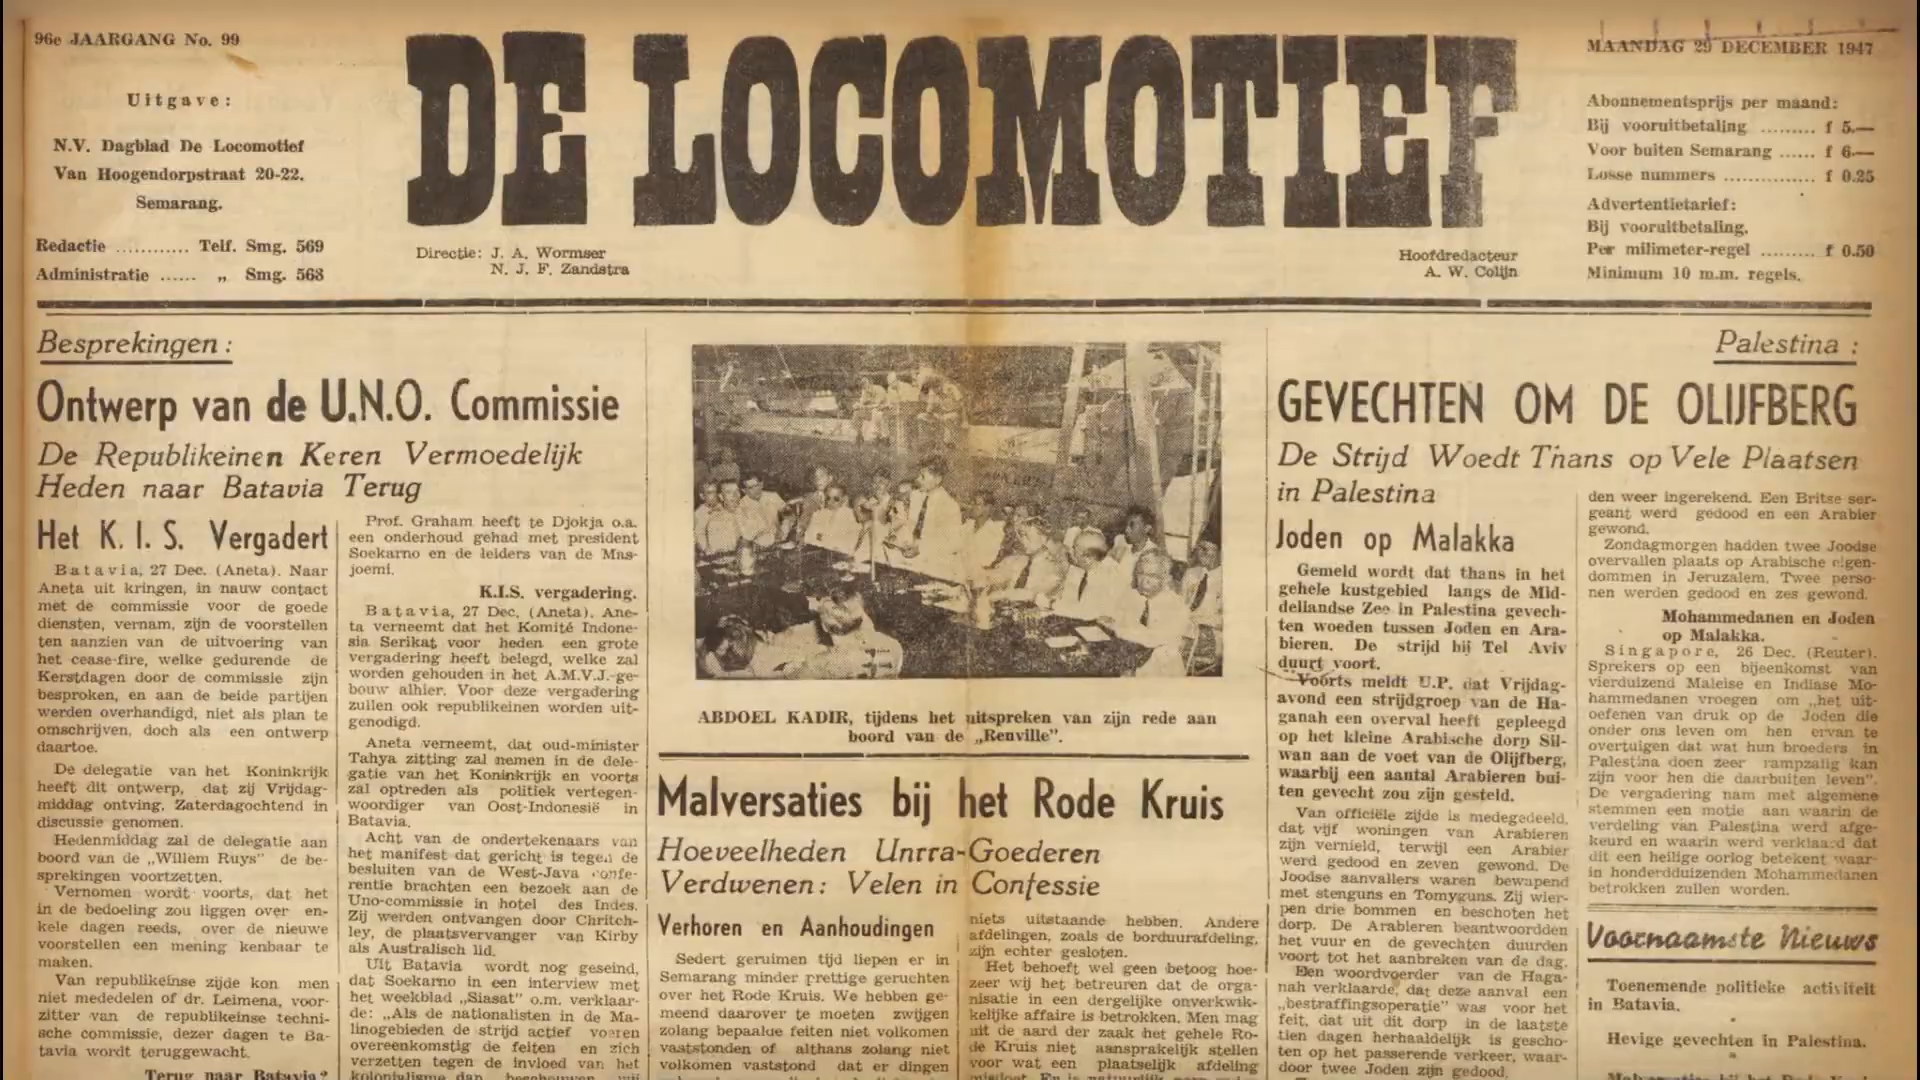 96e JAARGANG No. 99
Uitgave:
N.V. Dagblad De Locomotief
Van Hoogendorpstraat 20-22.
Semarang.
Redactie ............ Telf. Smg. 569
Administratie ...... „ Smg. 568
DE LOCOMOTIEF
Directie: J. A. Wormser
N. J. F. Zandstra
Hoofdredacteur
A. W. Colijn
MAANDAG 29 DECEMBER 1947
Abonnementsprijs per maand:
Bij vooruitbetaling ......... f 5.—
Voor buiten Semarang ...... f 6.—
Losse nummers ............... f 0.25
Advertentietarief:
Bij vooruitbetaling.
Per milimeter-regel ......... f 0.50
Minimum 10 m.m. regels.
Besprekingen:
Ontwerp van de U.N.O. Commissie
De Republikeinen Keren Vermoedelijk
Heden naar Batavia Terug
Het K. I. S. Vergadert
Batavia, 27 Dec. (Aneta). Naar
Aneta uit kringen, in nauw contact
met de commissie voor de goede
diensten, vernam, zijn de voorstellen
ten aanzien van de uitvoering van
het cease-fire, welke gedurende de
Kerstdagen door de commissie zijn
besproken, en aan de beide partijen
werden overhandigd, niet als plan te
omschrijven, doch als een ontwerp
daartoe.
De delegatie van het Koninkrijk
heeft dit ontwerp, dat zij Vrijdag-
middag ontving, Zaterdagochtend in
discussie genomen.
Hedenmiddag zal de delegatie aan
boord van de „Willem Ruys” de be-
sprekingen voortzetten.
Vernomen wordt voorts, dat het
in de bedoeling zou liggen over en-
kele dagen reeds, over de nieuwe
voorstellen een mening kenbaar te
maken.
Van republikeinse zijde kon men
niet mededelen of dr. Leimena, voor-
zitter van de republikeinse techni-
sche commissie, dezer dagen te Ba-
tavia wordt teruggewacht.
Terug naar Batavia?
Prof. Graham heeft te Djokja o.a.
een onderhoud gehad met president
Soekarno en de leiders van de Mas-
joemi.
K.I.S. vergadering.
Batavia, 27 Dec. (Aneta). Ane-
ta verneemt dat het Komité Indone-
sia Serikat voor heden een grote
vergadering heeft belegd, welke zal
worden gehouden in het A.M.V.J.-ge-
bouw alhier. Voor deze vergadering
zullen ook republikeinen worden uit-
genodigd.
Aneta verneemt, dat oud-minister
Tahya zitting zal nemen in de dele-
gatie van het Koninkrijk en voorts
zal optreden als politiek vertegen-
woordiger van Oost-Indonesië in
Batavia.
Acht van de ondertekenaars van
het manifest dat gericht is tegen de
besluiten van de West-Java confe-
rentie brachten een bezoek aan de
Uno-commissie in hotel des Indes.
Zij werden ontvangen door Chritch-
ley, de plaatsvervanger van Kirby
als Australisch lid.
Uit Batavia wordt nog geseind,
dat Soekarno in een interview met
het weekblad „Siasat” o.m. verklaar-
de: „Als de nationalisten in de Ma-
linogebieden de strijd actief voeren
overeenkomstig de feiten en zich
verzetten tegen de invloed van het
kolonialisme dan beschouwen wij
ABDOEL KADIR, tijdens het uitspreken van zijn rede aan
boord van de „Renville”.
Malversaties bij het Rode Kruis
Hoeveelheden Unrra-Goederen
Verdwenen: Velen in Confessie
Verhoren en Aanhoudingen
Sedert geruimen tijd liepen er in
Semarang minder prettige geruchten
over het Rode Kruis. We hebben ge-
meend daarover te moeten zwijgen
zolang bepaalde feiten niet volkomen
vaststonden of althans zolang niet
volkomen vaststond dat er dingen
niets uitstaande hebben. Andere
afdelingen, zoals de borduurafdeling,
zijn echter gesloten.
Het behoeft wel geen betoog hoe-
zeer wij het betreuren dat de orga-
nisatie in een dergelijke onverkwik-
kelijke affaire is betrokken. Men mag
uit de aard der zaak het gehele Ro-
de Kruis niet aansprakelijk stellen
voor wat een plaatselijk afdeling
Palestina:
GEVECHTEN OM DE OLIJFBERG
De Strijd Woedt Thans op Vele Plaatsen
in Palestina
Joden op Malakka
Gemeld wordt dat thans in het
gehele kustgebied langs de Mid-
dellandse Zee in Palestina gevech-
ten woeden tussen Joden en Ara-
bieren. De strijd bij Tel Aviv
duurt voort.
Voorts meldt U.P. dat Vrijdag-
avond een strijdgroep van de Ha-
ganah een overval heeft gepleegd
op het kleine Arabische dorp Sil-
wan aan de voet van de Olijfberg,
waarbij een aantal Arabieren bui-
ten gevecht zou zijn gesteld.
Van officiële zijde is medegedeeld,
dat vijf woningen van Arabieren
zijn vernield, terwijl een Arabier
werd gedood en zeven gewond. De
Joodse aanvallers waren bewapend
met stenguns en Tomyguns. Zij wier-
pen drie bommen en beschoten het
dorp. De Arabieren beantwoordden
het vuur en de gevechten duurden
voort tot het aanbreken van de dag.
Een woordvoerder van de Haga-
nah verklaarde, dat deze aanval een
„bestraffingsoperatie” was voor het
feit, dat uit dit dorp in de laatste
tien dagen herhaaldelijk is gescho-
ten op het passerende verkeer, waar-
door twee Joden zijn gedood.
den weer ingerekend. Een Britse ser-
geant werd gedood en een Arabier
gewond.
Zondagmorgen hadden twee Joodse
overvallen plaats op Arabische eigen-
dommen in Jeruzalem. Twee perso-
nen werden gedood en zes gewond.
Mohammedanen en Joden
op Malakka.
Singapore, 26 Dec. (Reuter).
Sprekers op een bijeenkomst van
vierduizend Maleise en Indiase Mo-
hammedanen vroegen om „het uit-
oefenen van druk op de Joden die
onder ons leven om hen ervan te
overtuigen dat wat hun broeders in
Palestina doen zeer rampzalig kan
zijn voor hen die daarbuiten leven”.
De vergadering nam met algemene
stemmen een motie aan waarin de
verdeling van Palestina werd afge-
keurd en waarin werd verklaard dat
dit een heilige oorlog betekent waar-
in honderdduizenden Mohammedanen
betrokken zullen worden.
Voornaamste Nieuws
Toenemende politieke activiteit
in Batavia.
Hevige gevechten in Palestina.